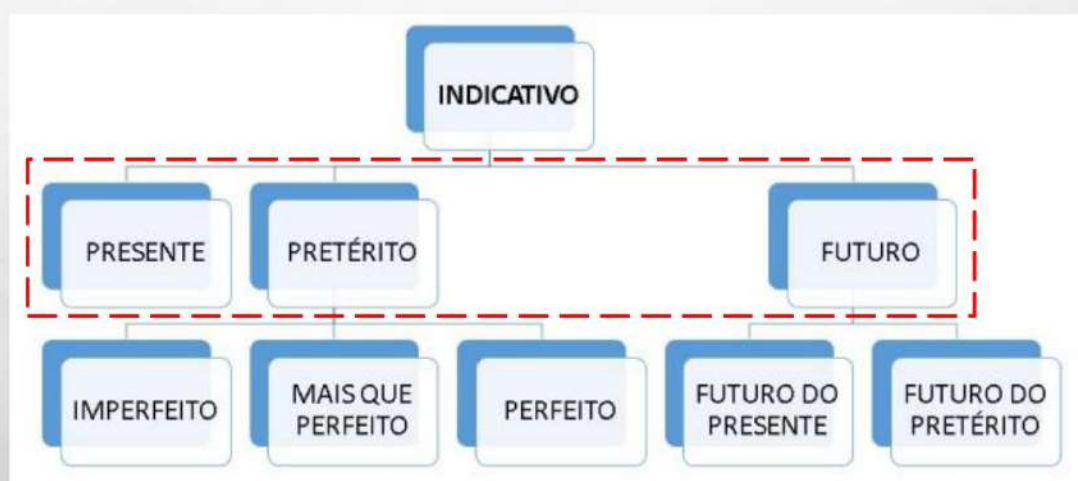 INDICATIVO
PRESENTE
PRETÉRITO
FUTURO
IMPERFEITO
MAIS QUE
PERFEITO
PERFEITO
FUTURO DO
PRESENTE
FUTURO DO
PRETÉRITO